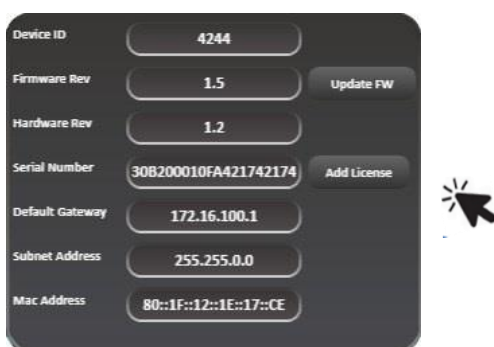 Device ID 4244
Firmware Rev 1.5 Update FW
Hardware Rev 1.2
Serial Number 30B200010FA421742174 Add License
Default Gateway 172.16.100.1
Subnet Address 255.255.0.0
Mac Address 80::1F::12::1E::17::CE